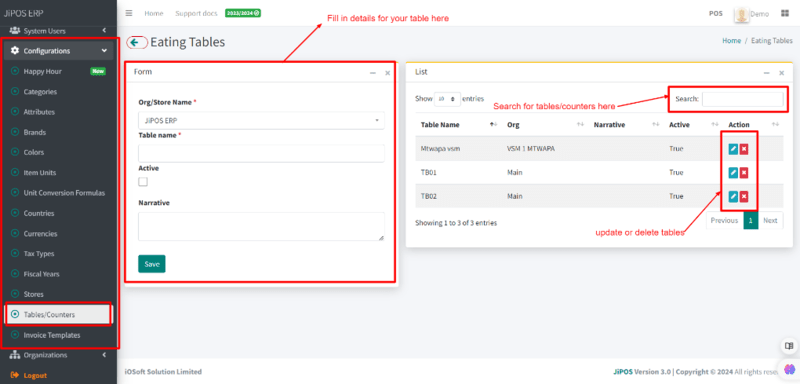 JiPOS ERP
Home
Support docs
2023/2024
POS
Demo
Fill in details for your table here
System Users
Configurations
Happy Hour
New
Categories
Attributes
Brands
Colors
Item Units
Unit Conversion Formulas
Countries
Currencies
Tax Types
Fiscal Years
Stores
Tables/Counters
Invoice Templates
Organizations
Logout
Eating Tables
Home / Eating Tables
Form
Org/Store Name *
JiPOS ERP
Table name *
Active
Narrative
Save
List
Show 10 entries
Search:
Search for tables/counters here
Table Name Org Narrative Active Action
Mtwapa vsm VSM 1 MTWAPA True
TB01 Main True
TB02 Main True
Showing 1 to 3 of 3 entries
Previous 1 Next
update or delete tables
iOSoft Solution Limited
JiPOS Version 3.0 | Copyright © 2024 All rights rese